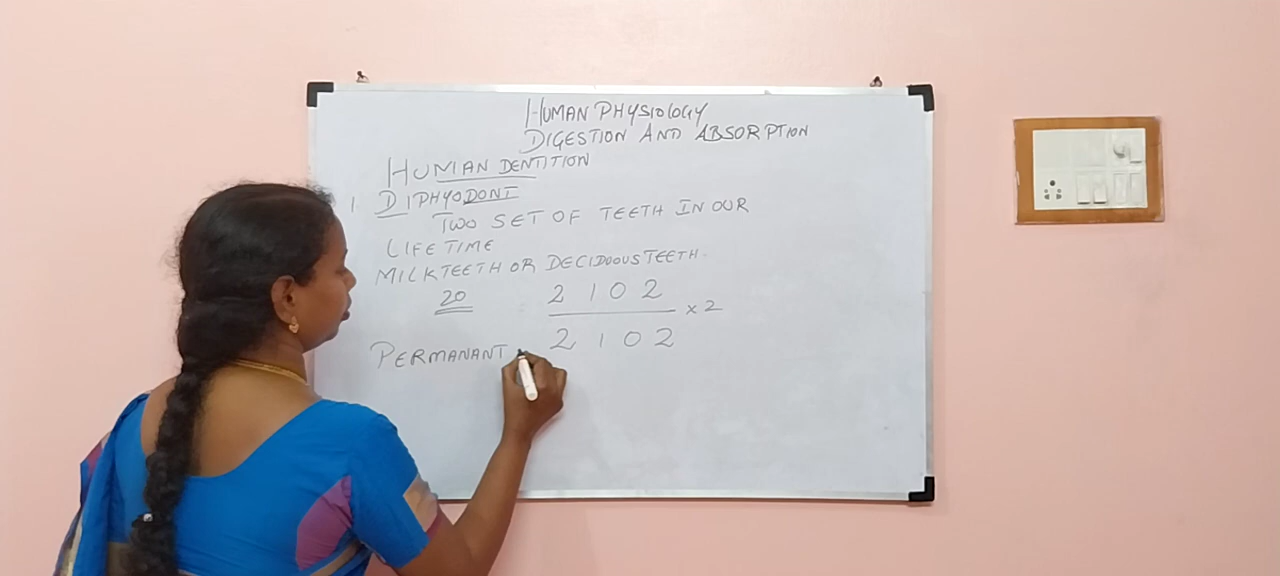 HUMAN PHYSIOLOGY
DIGESTION AND ABSORPTION
HUMAN DENTITION
1. DIPHYODONT
TWO SET OF TEETH IN OUR
LIFE TIME
MILK TEETH OR DECIDOOUS TEETH.
20 2 1 0 2
× 2
2 1 0 2
PERMANANT